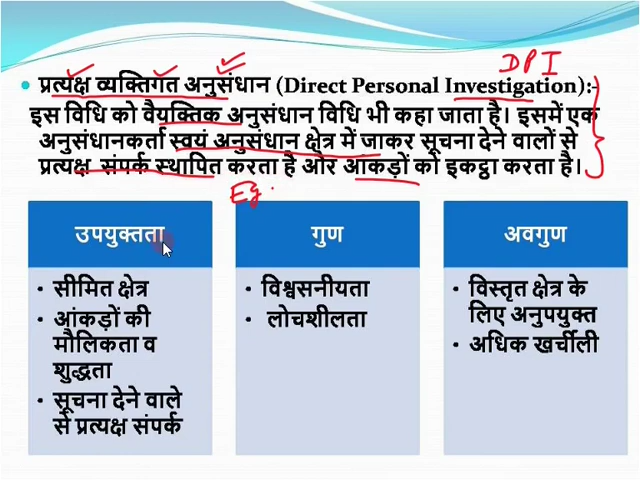 DPI
प्रत्यक्ष व्यक्तिगत अनुसंधान (Direct Personal Investigation):-
इस विधि को वैयक्तिक अनुसंधान विधि भी कहा जाता है। इसमें एक
अनुसंधानकर्ता स्वयं अनुसंधान क्षेत्र में जाकर सूचना देने वालों से
प्रत्यक्ष संपर्क स्थापित करता है और आकड़ों को इकट्ठा करता है।
Eg.
उपयुक्तता
सीमित क्षेत्र
आंकड़ों की
मौलिकता व
शुद्धता
सूचना देने वाले
से प्रत्यक्ष संपर्क
गुण
विश्वसनीयता
लोचशीलता
अवगुण
विस्तृत क्षेत्र के
लिए अनुपयुक्त
अधिक खर्चीली